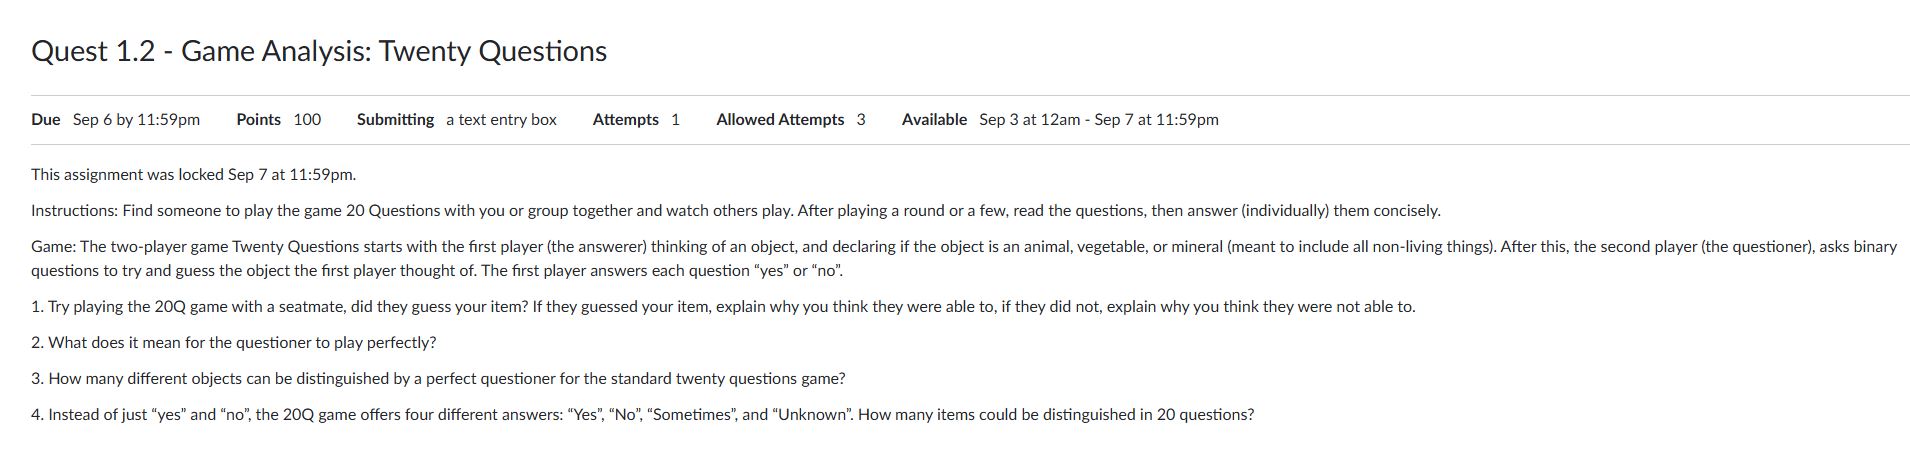 Quest 1.2 - Game Analysis: Twenty Questions
Due Sep 6 by 11:59pm Points 100 Submitting a text entry box Attempts 1 Allowed Attempts 3 Available Sep 3 at 12am - Sep 7 at 11:59pm
This assignment was locked Sep 7 at 11:59pm.
Instructions: Find someone to play the game 20 Questions with you or group together and watch others play. After playing a round or a few, read the questions, then answer (individually) them concisely.
Game: The two-player game Twenty Questions starts with the first player (the answerer) thinking of an object, and declaring if the object is an animal, vegetable, or mineral (meant to include all non-living things). After this, the second player (the questioner), asks binary
questions to try and guess the object the first player thought of. The first player answers each question “yes” or “no”.
1. Try playing the 20Q game with a seatmate, did they guess your item? If they guessed your item, explain why you think they were able to, if they did not, explain why you think they were not able to.
2. What does it mean for the questioner to play perfectly?
3. How many different objects can be distinguished by a perfect questioner for the standard twenty questions game?
4. Instead of just “yes” and “no”, the 20Q game offers four different answers: “Yes”, “No”, “Sometimes”, and “Unknown”. How many items could be distinguished in 20 questions?